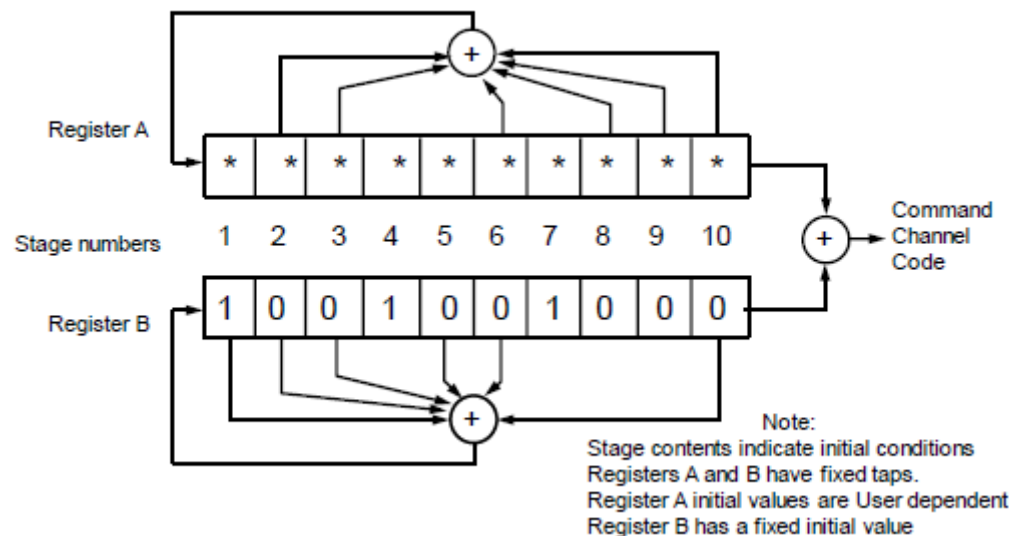 +
Register A
* * * * * * * * * *
Stage numbers 1 2 3 4 5 6 7 8 9 10
+
Command
Channel
Code
Register B
1 0 0 1 0 0 1 0 0 0
+
Note:
Stage contents indicate initial conditions
Registers A and B have fixed taps.
Register A initial values are User dependent
Register B has a fixed initial value